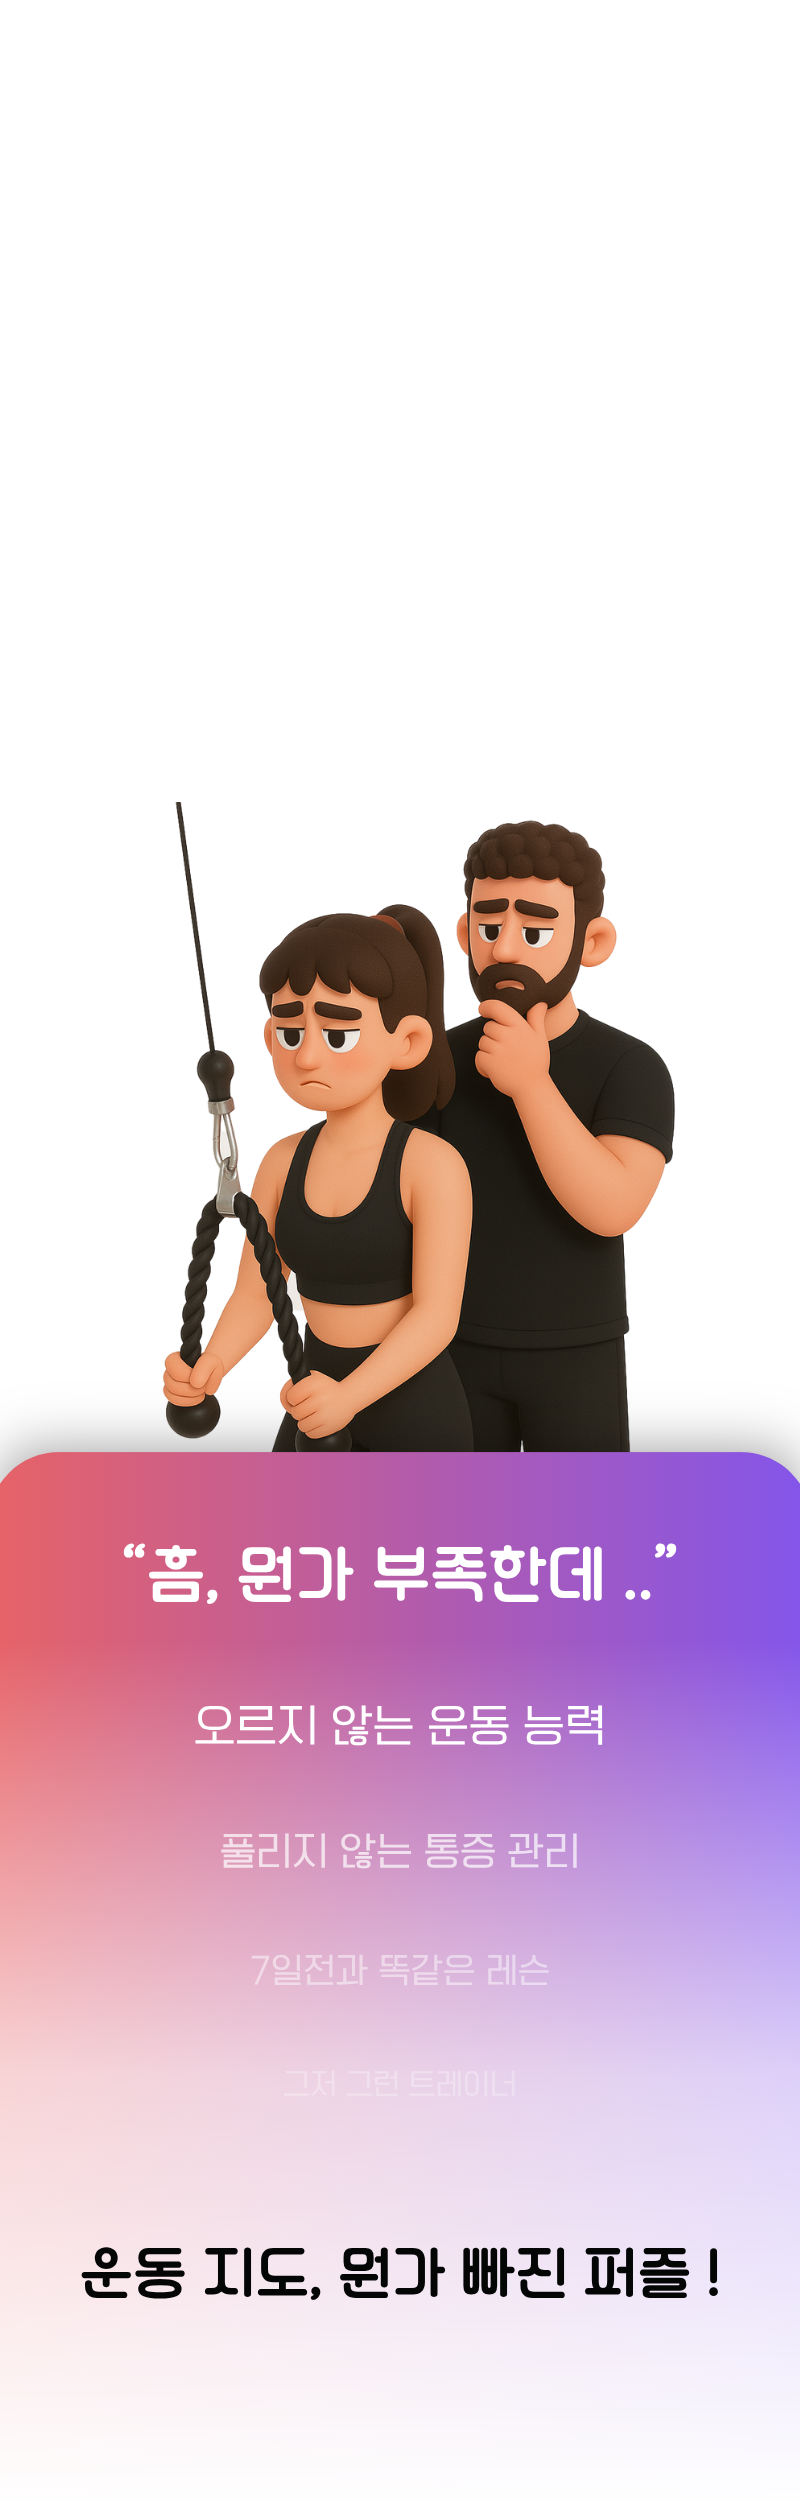 “흠, 뭔가 부족한데 ..”
오르지 않는 운동 능력
풀리지 않는 통증 관리
7일전과 똑같은 레슨
그저 그런 트레이너
운동 지도, 뭔가 빠진 퍼즐 !